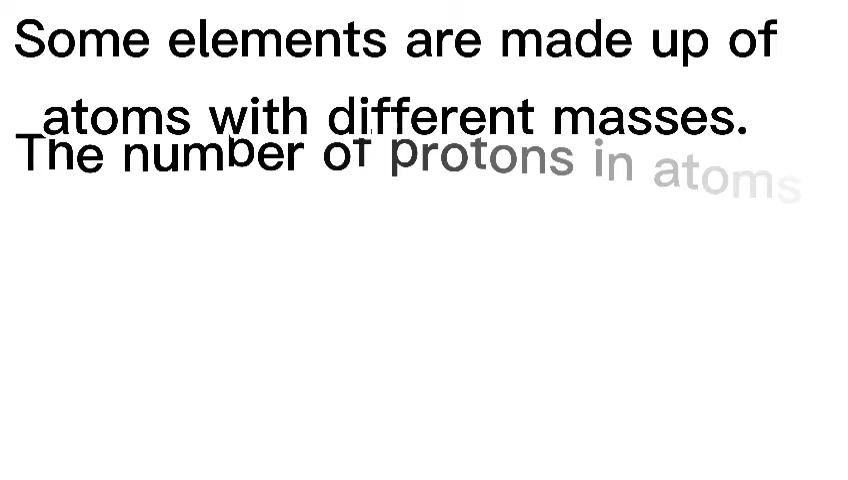 Some elements are made up of
atoms with different masses.
The number of protons in atoms